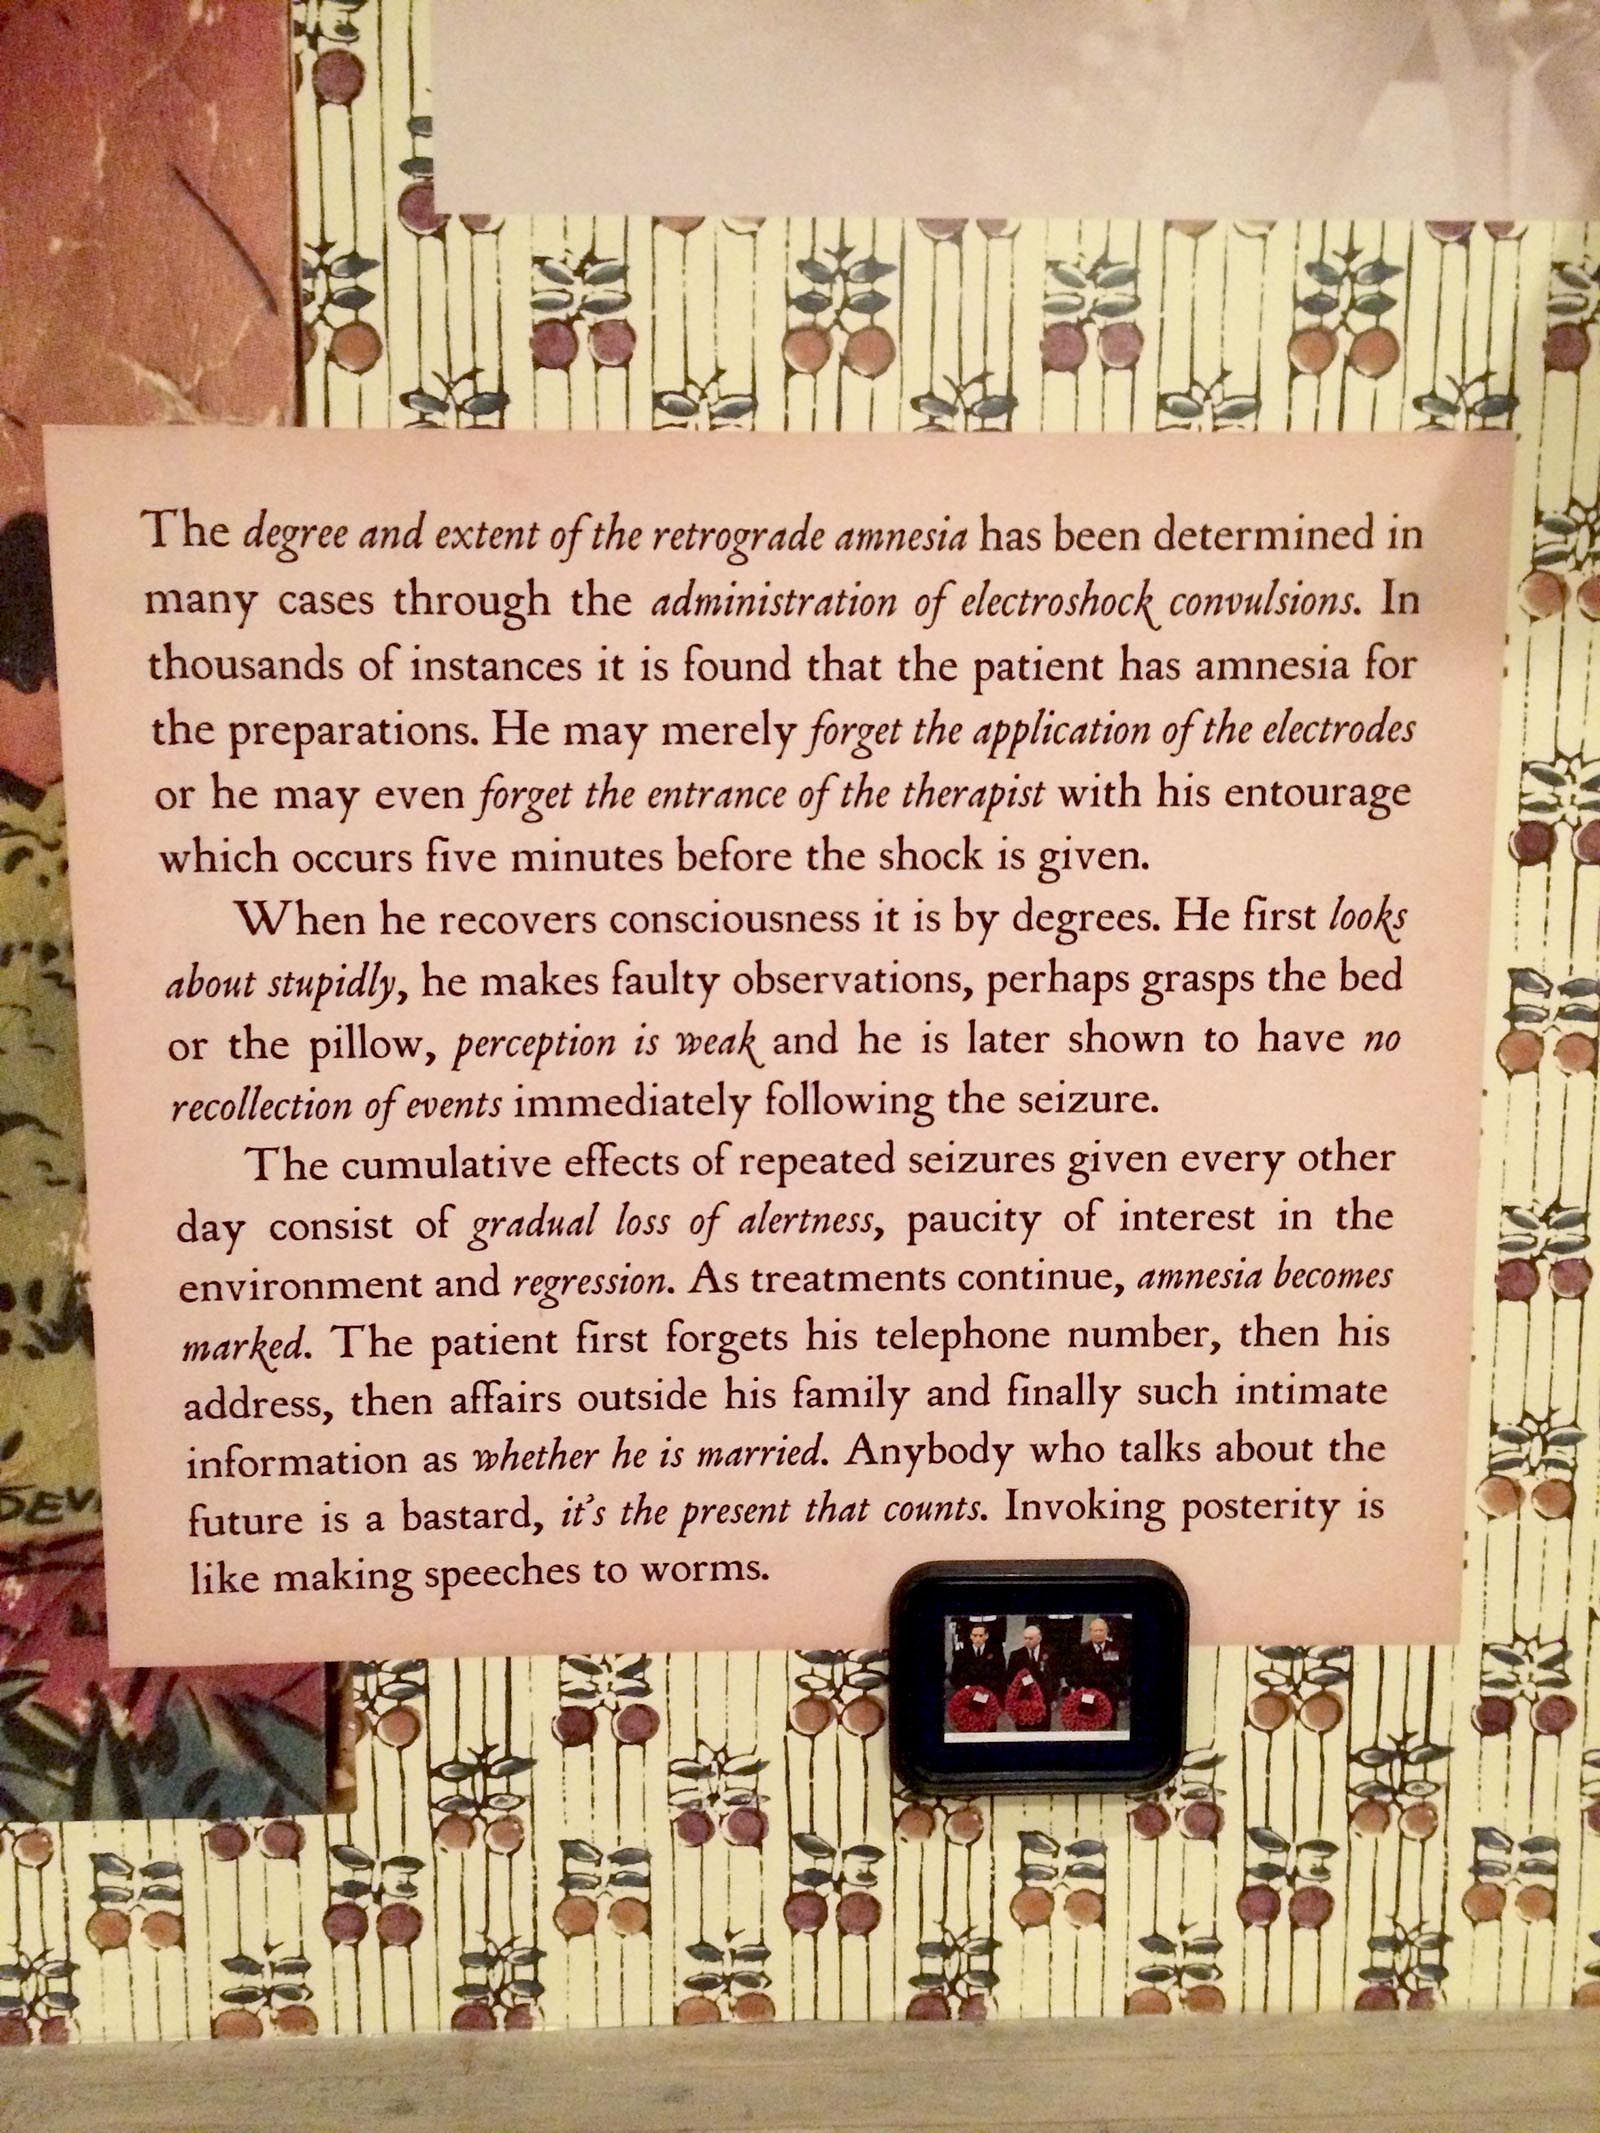 The degree and extent of the retrograde amnesia has been determined in
many cases through the administration of electroshock convulsions. In
thousands of instances it is found that the patient has amnesia for
the preparations. He may merely forget the application of the electrodes
or he may even forget the entrance of the therapist with his entourage
which occurs five minutes before the shock is given.
When he recovers consciousness it is by degrees. He first looks
about stupidly, he makes faulty observations, perhaps grasps the bed
or the pillow, perception is weak and he is later shown to have no
recollection of events immediately following the seizure.
The cumulative effects of repeated seizures given every other
day consist of gradual loss of alertness, paucity of interest in the
environment and regression. As treatments continue, amnesia becomes
marked. The patient first forgets his telephone number, then his
address, then affairs outside his family and finally such intimate
information as whether he is married. Anybody who talks about the
future is a bastard, it's the present that counts. Invoking posterity is
like making speeches to worms.